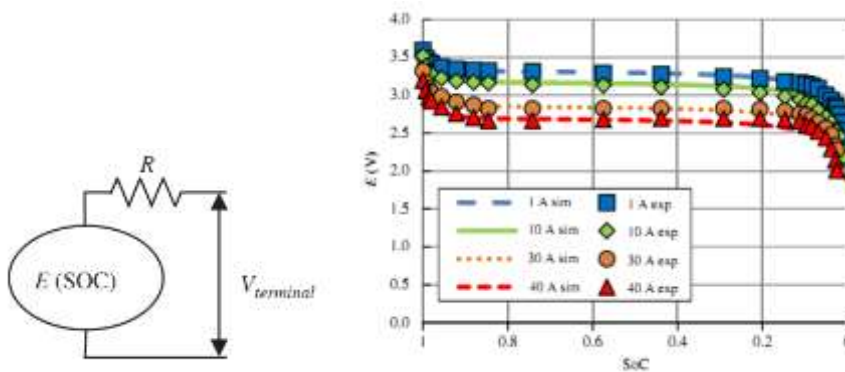 R
E (SOC)
V_terminal
4.0
3.5
3.0
2.5
2.0
1.5
1.0
0.5
0.0
E (V)
1 A sim
1 A exp
10 A sim
10 A exp
30 A sim
30 A exp
40 A sim
40 A exp
1
0.8
0.6
0.4
0.2
0
SoC